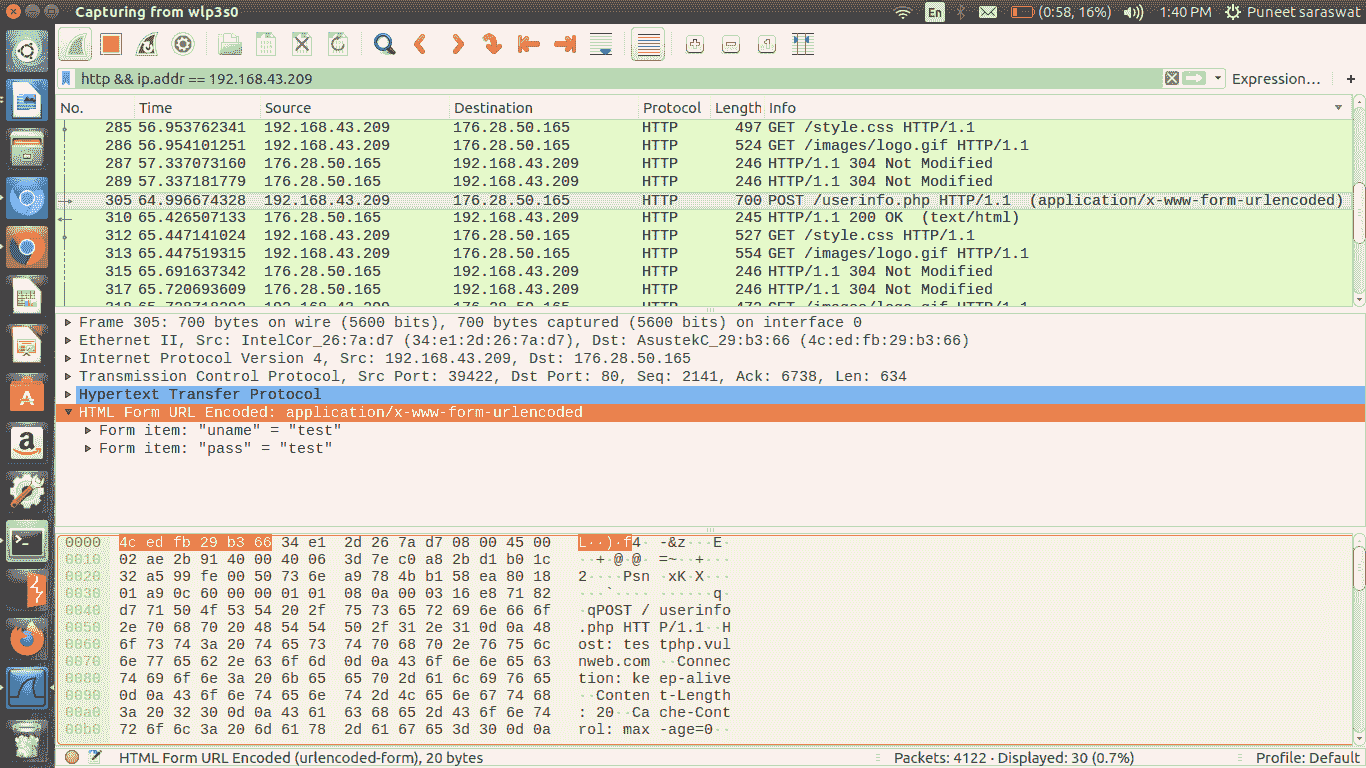 Capturing from wlp3s0 En (0:58, 16%) 1:40 PM Puneet saraswat
http && ip.addr == 192.168.43.209 Expression… +
No. Time Source Destination Protocol Length Info
285 56.953762341 192.168.43.209 176.28.50.165 HTTP 497 GET /style.css HTTP/1.1
286 56.954101251 192.168.43.209 176.28.50.165 HTTP 524 GET /images/logo.gif HTTP/1.1
287 57.337073160 176.28.50.165 192.168.43.209 HTTP 246 HTTP/1.1 304 Not Modified
289 57.337181779 176.28.50.165 192.168.43.209 HTTP 246 HTTP/1.1 304 Not Modified
305 64.996674328 192.168.43.209 176.28.50.165 HTTP 700 POST /userinfo.php HTTP/1.1 (application/x-www-form-urlencoded)
310 65.426507133 176.28.50.165 192.168.43.209 HTTP 245 HTTP/1.1 200 OK (text/html)
312 65.447141024 192.168.43.209 176.28.50.165 HTTP 527 GET /style.css HTTP/1.1
313 65.447519315 192.168.43.209 176.28.50.165 HTTP 554 GET /images/logo.gif HTTP/1.1
315 65.691637342 176.28.50.165 192.168.43.209 HTTP 246 HTTP/1.1 304 Not Modified
317 65.720693609 176.28.50.165 192.168.43.209 HTTP 246 HTTP/1.1 304 Not Modified
Frame 305: 700 bytes on wire (5600 bits), 700 bytes captured (5600 bits) on interface 0
Ethernet II, Src: IntelCor_26:7a:d7 (34:e1:2d:26:7a:d7), Dst: AsustekC_29:b3:66 (4c:ed:fb:29:b3:66)
Internet Protocol Version 4, Src: 192.168.43.209, Dst: 176.28.50.165
Transmission Control Protocol, Src Port: 39422, Dst Port: 80, Seq: 2141, Ack: 6738, Len: 634
Hypertext Transfer Protocol
HTML Form URL Encoded: application/x-www-form-urlencoded
Form item: "uname" = "test"
Form item: "pass" = "test"
0000 4c ed fb 29 b3 66 34 e1 2d 26 7a d7 08 00 45 00 L··)·f4· -&z···E·
0010 02 ae 2b 91 40 00 40 06 3d 7e c0 a8 2b d1 b0 1c ··+·@·@· =~··+···
0020 32 a5 99 fe 00 50 73 6e a9 78 4b b1 58 ea 80 18 2····Psn ·xK·X···
0030 01 a9 0c 60 00 00 01 01 08 0a 00 03 16 e8 71 82 ···`···· ······q·
0040 d7 71 50 4f 53 54 20 2f 75 73 65 72 69 6e 66 6f ·qPOST / userinfo
0050 2e 70 68 70 20 48 54 54 50 2f 31 2e 31 0d 0a 48 .php HTT P/1.1··H
0060 6f 73 74 3a 20 74 65 73 74 70 68 70 2e 76 75 6c ost: tes tphp.vul
0070 6e 77 65 62 2e 63 6f 6d 0d 0a 43 6f 6e 6e 65 63 nweb.com ··Connec
0080 74 69 6f 6e 3a 20 6b 65 65 70 2d 61 6c 69 76 65 tion: ke ep-alive
0090 0d 0a 43 6f 6e 74 65 6e 74 2d 4c 65 6e 67 74 68 ··Conten t-Length
00a0 3a 20 32 30 0d 0a 43 61 63 68 65 2d 43 6f 6e 74 : 20··Ca che-Cont
00b0 72 6f 6c 3a 20 6d 61 78 2d 61 67 65 3d 30 0d 0a rol: max -age=0··
HTML Form URL Encoded (urlencoded-form), 20 bytes Packets: 4122 · Displayed: 30 (0.7%) Profile: Default